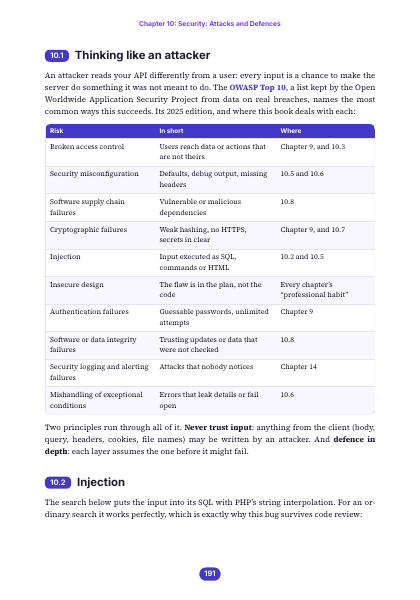 Chapter 10: Security: Attacks and Defences
10.1 Thinking like an attacker
An attacker reads your API differently from a user: every input is a chance to make the
server do something it was not meant to do. The OWASP Top 10, a list kept by the Open
Worldwide Application Security Project from data on real breaches, names the most
common ways this succeeds. Its 2025 edition, and where this book deals with each:
Risk In short Where
Broken access control Users reach data or actions that Chapter 9, and 10.3
are not theirs
Security misconfiguration Defaults, debug output, missing 10.5 and 10.6
headers
Software supply chain Vulnerable or malicious 10.8
failures dependencies
Cryptographic failures Weak hashing, no HTTPS, Chapter 9, and 10.7
secrets in clear
Injection Input executed as SQL, 10.2 and 10.5
commands or HTML
Insecure design The flaw is in the plan, not the Every chapter's
code "professional habit"
Authentication failures Guessable passwords, unlimited Chapter 9
attempts
Software or data integrity Trusting updates or data that 10.8
failures were not checked
Security logging and alerting Attacks that nobody notices Chapter 14
failures
Mishandling of exceptional Errors that leak details or fail 10.6
conditions open
Two principles run through all of it. Never trust input: anything from the client (body,
query, headers, cookies, file names) may be written by an attacker. And defence in
depth: each layer assumes the one before it might fail.
10.2 Injection
The search below puts the input into its SQL with PHP's string interpolation. For an or-
dinary search it works perfectly, which is exactly why this bug survives code review:
191